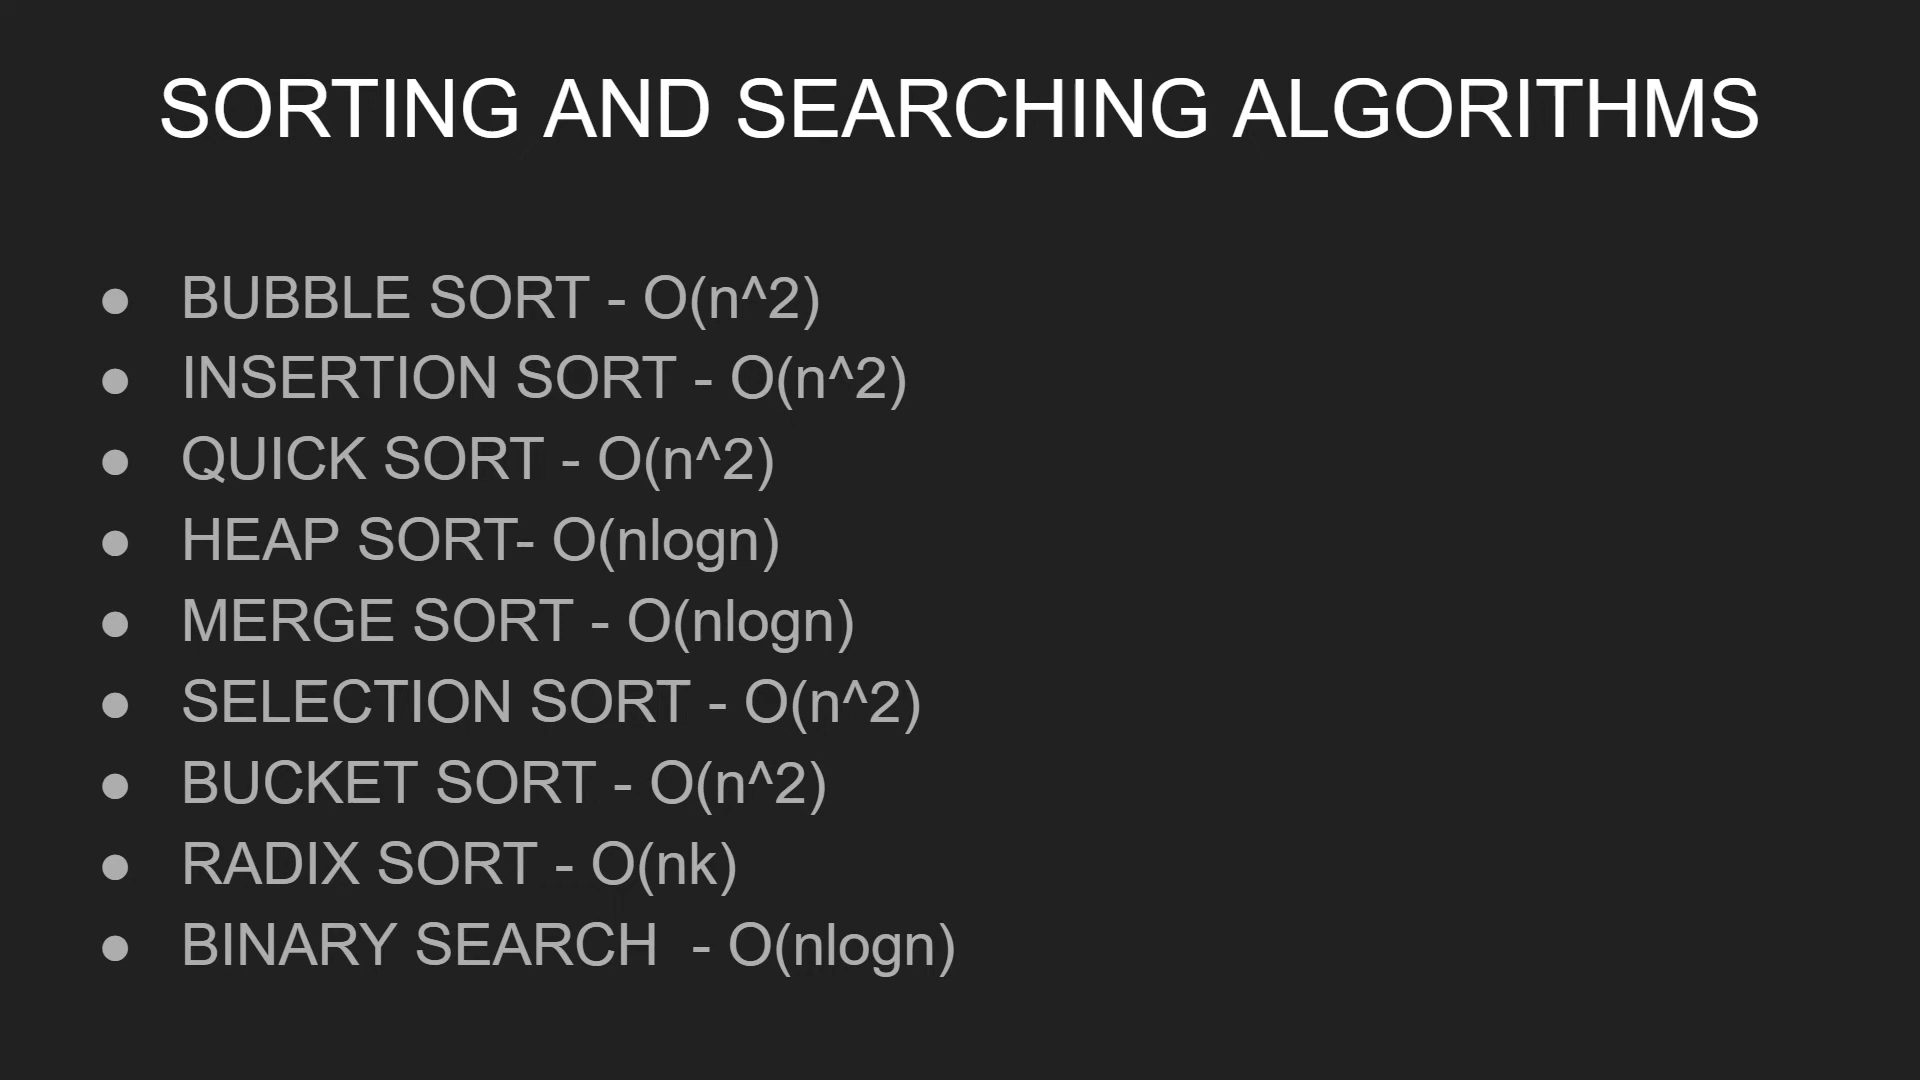 SORTING AND SEARCHING ALGORITHMS
● BUBBLE SORT - O(n^2)
● INSERTION SORT - O(n^2)
● QUICK SORT - O(n^2)
● HEAP SORT- O(nlogn)
● MERGE SORT - O(nlogn)
● SELECTION SORT - O(n^2)
● BUCKET SORT - O(n^2)
● RADIX SORT - O(nk)
● BINARY SEARCH  - O(nlogn)